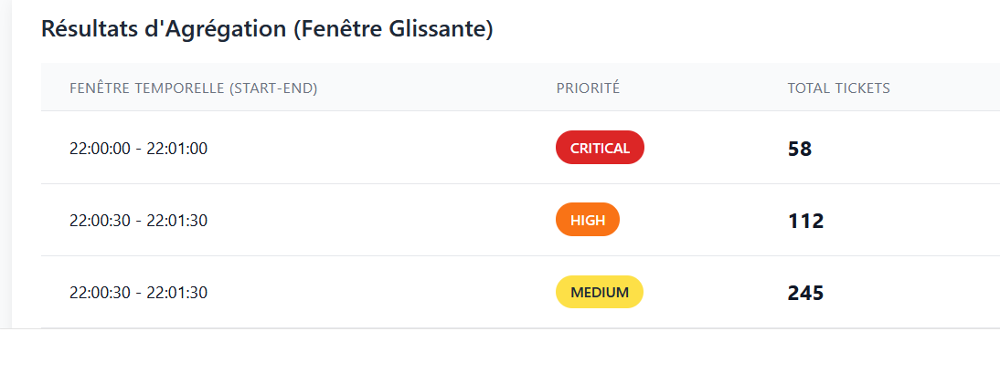 Résultats d'Agrégation (Fenêtre Glissante)
FENÊTRE TEMPORELLE (START-END) PRIORITÉ TOTAL TICKETS
22:00:00 - 22:01:00 CRITICAL 58
22:00:30 - 22:01:30 HIGH 112
22:00:30 - 22:01:30 MEDIUM 245